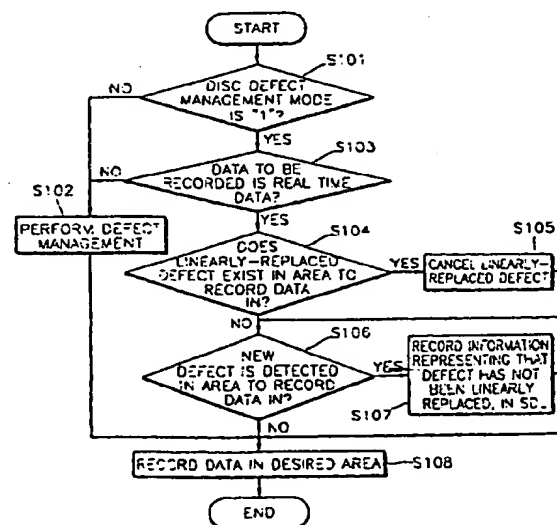 START
S101
NO
DISC DEFECT
MANAGEMENT MODE
IS "1"?
YES
S103
NO
DATA TO BE
RECORDED IS REAL TIME
DATA?
S102
PERFORM DEFECT
MANAGEMENT
YES
S104
DOES
LINEARLY-REPLACED
DEFECT EXIST IN AREA TO
RECORD DATA
IN?
YES
S105
CANCEL LINEARLY-
REPLACED DEFECT
NO
S106
NEW
DEFECT IS DETECTED
IN AREA TO RECORD
DATA IN?
YES
RECORD INFORMATION
REPRESENTING THAT
DEFECT HAS NOT
BEEN LINEARLY
REPLACED, IN SDL
S107
NO
RECORD DATA IN DESIRED AREA
S108
END